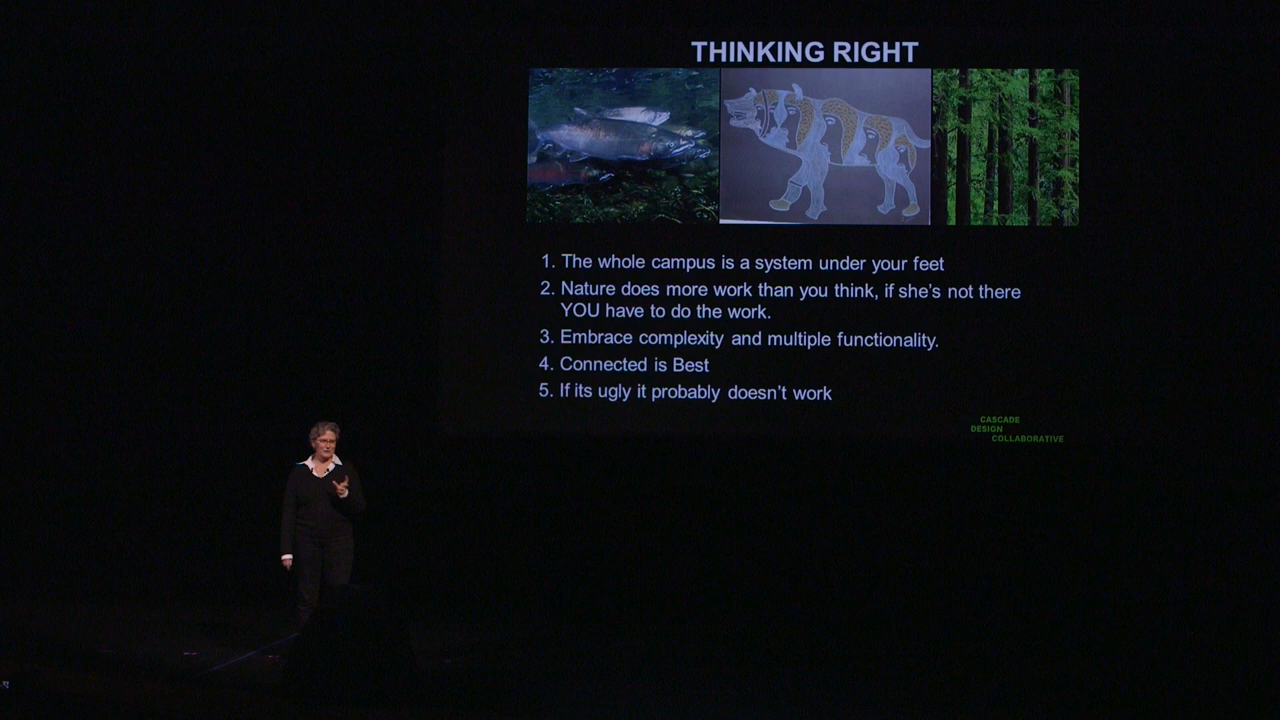 THINKING RIGHT
1. The whole campus is a system under your feet
2. Nature does more work than you think, if she's not there
YOU have to do the work.
3. Embrace complexity and multiple functionality.
4. Connected is Best
5. If its ugly it probably doesn't work
CASCADE
DESIGN
COLLABORATIVE